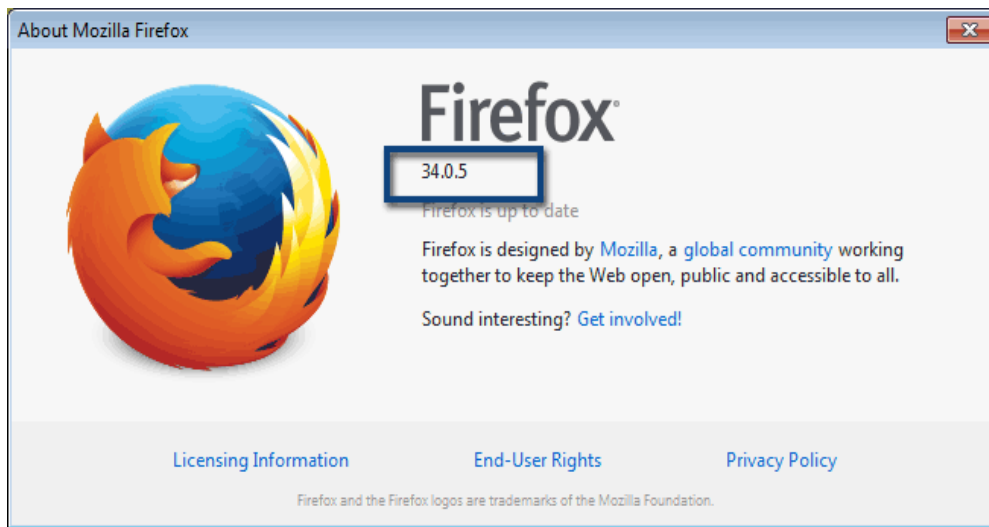 About Mozilla Firefox
Firefox
34.0.5
Firefox is up to date
Firefox is designed by Mozilla, a global community working
together to keep the Web open, public and accessible to all.
Sound interesting? Get involved!
Licensing Information End-User Rights Privacy Policy
Firefox and the Firefox logos are trademarks of the Mozilla Foundation.